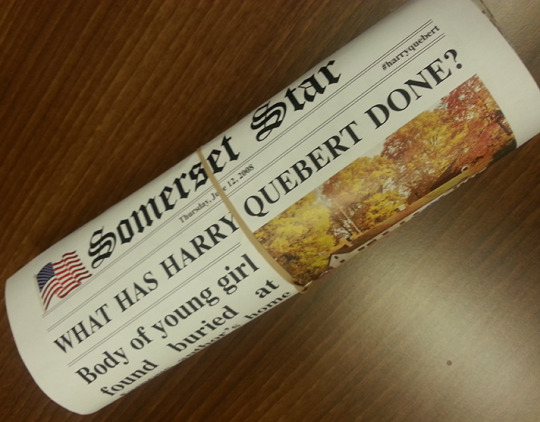 Somerset Star
Thursday, June 12, 2008
#harryquebert
WHAT HAS HARRY QUEBERT DONE?
Body of young girl
found buried at
home